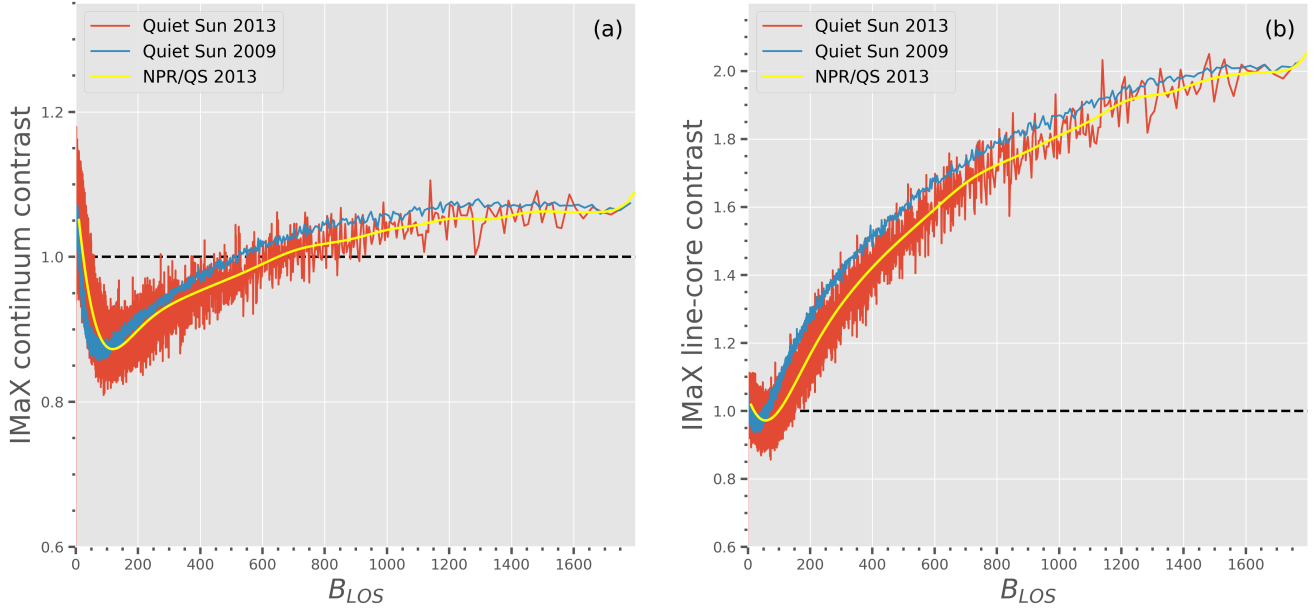 (a)
Quiet Sun 2013
Quiet Sun 2009
NPR/QS 2013
IMaX continuum contrast
1.2
1.0
0.8
0.6
0 200 400 600 800 1000 1200 1400 1600
B_LOS
(b)
Quiet Sun 2013
Quiet Sun 2009
NPR/QS 2013
IMaX line-core contrast
2.0
1.8
1.6
1.4
1.2
1.0
0.8
0.6
0 200 400 600 800 1000 1200 1400 1600
B_LOS